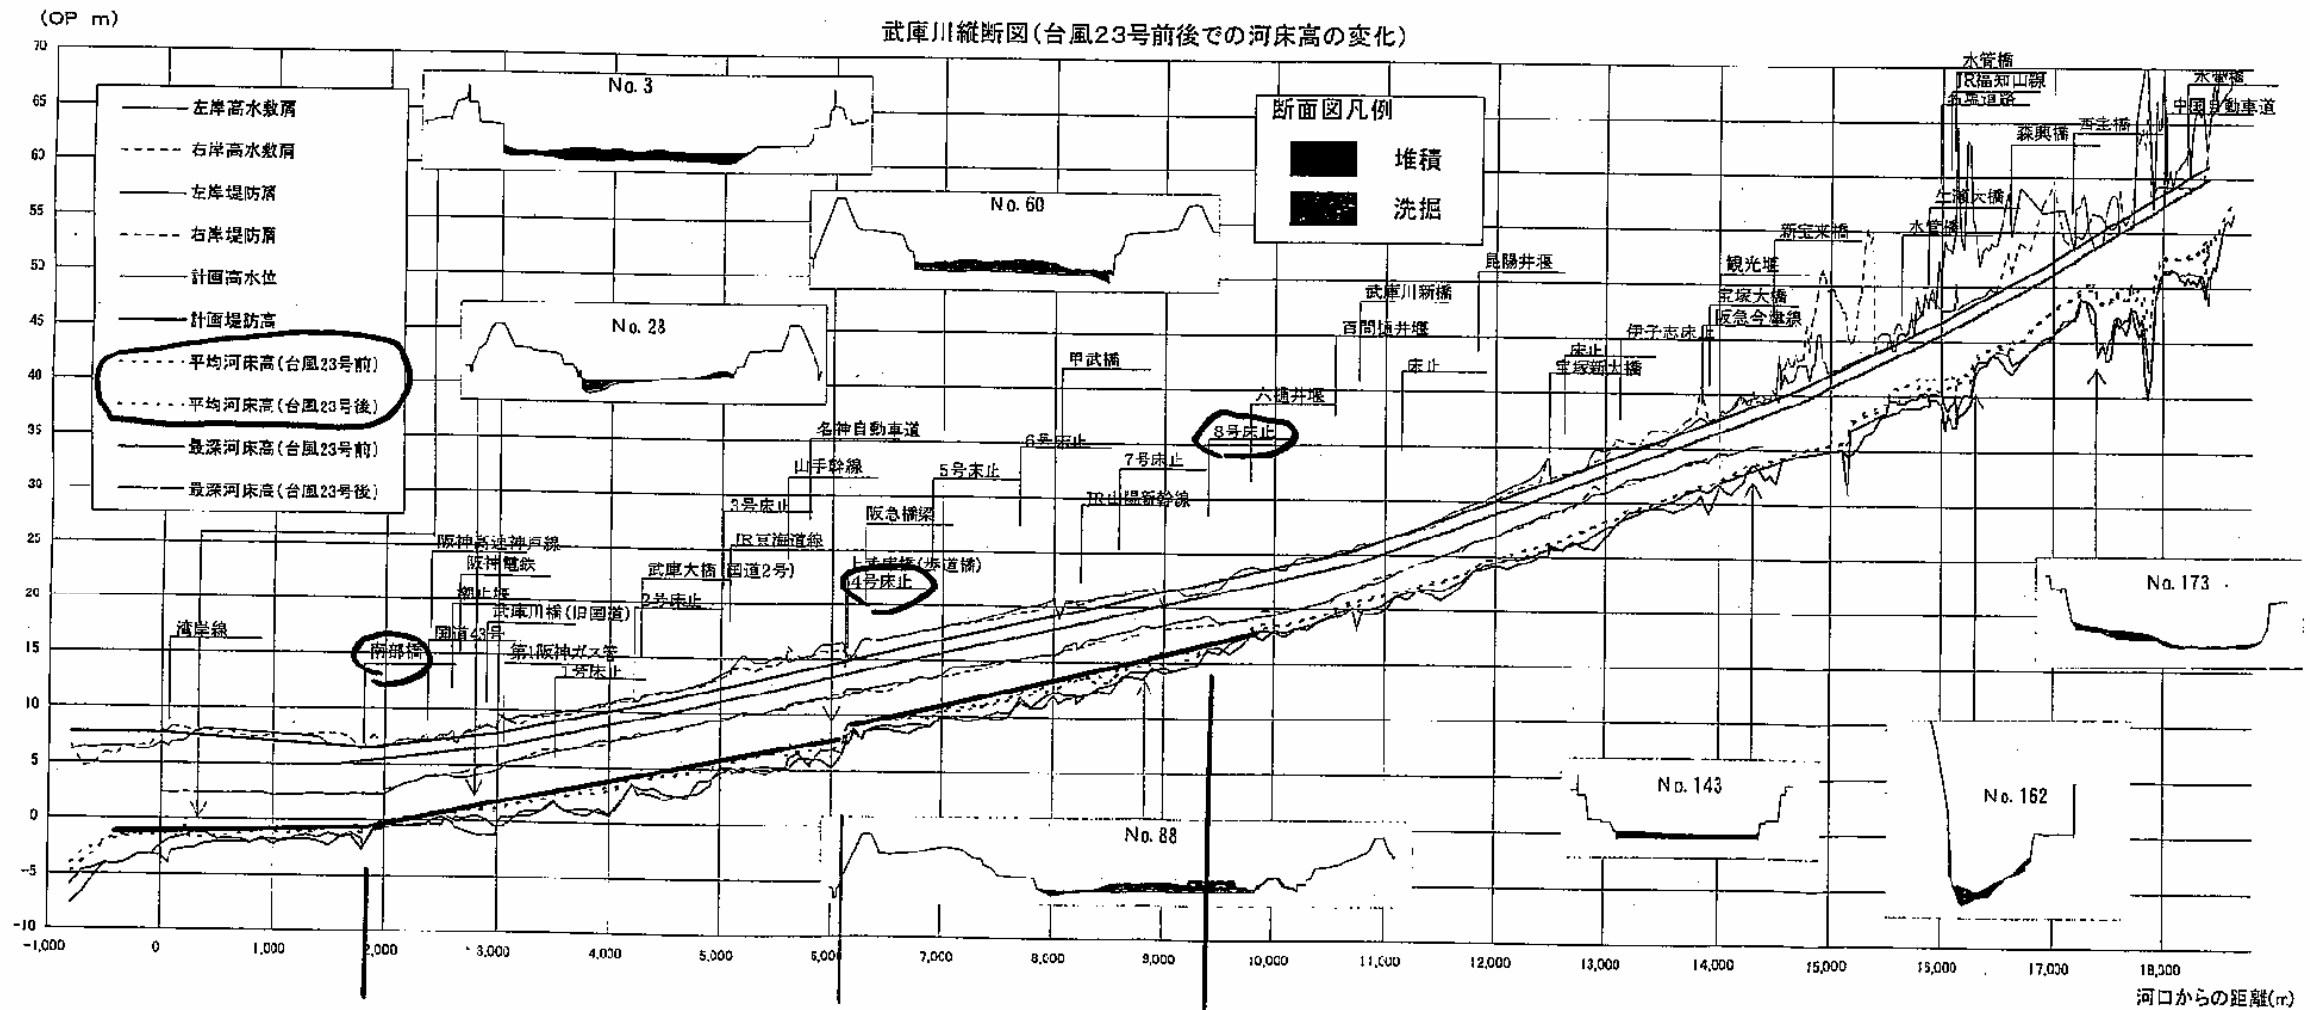 (OP m)
武庫川縦断図(台風23号前後での河床高の変化)
70
65
60
55
50
45
40
35
30
25
20
15
10
5
0
-5
-10
左岸高水敷肩
右岸高水敷肩
左岸堤防肩
右岸堤防肩
計画高水位
計画堤防高
平均河床高(台風23号前)
平均河床高(台風23号後)
最深河床高(台風23号前)
最深河床高(台風23号後)
No.3
No.60
No.28
断面図凡例
堆積
洗掘
水管橋
JR福知山線
名塩道路
水管橋
中国自動車道
森興橋
西宝橋
生瀬大橋
水管橋
新宝来橋
観光堰
宝塚大橋
阪急今津線
伊子志床止
床止
宝塚新大橋
昆陽井堰
武庫川新橋
百間樋井堰
床止
六樋井堰
8号床止
甲武橋
7号床止
JR山陽新幹線
6号床止
5号床止
名神自動車道
山手幹線
3号床止
阪急橋梁
JR東海道線
上武庫橋(歩道橋)
4号床止
武庫大橋(国道2号)
2号床止
阪神高速神戸線
阪神電鉄
潮止堰
武庫川橋(旧国道)
国道43号
南部橋
第1阪神ガス管
1号床止
湾岸線
No.173
No.143
No.162
No.88
-1,000
0
1,000
2,000
3,000
4,000
5,000
6,000
7,000
8,000
9,000
10,000
11,000
12,000
13,000
14,000
15,000
16,000
17,000
18,000
河口からの距離(m)